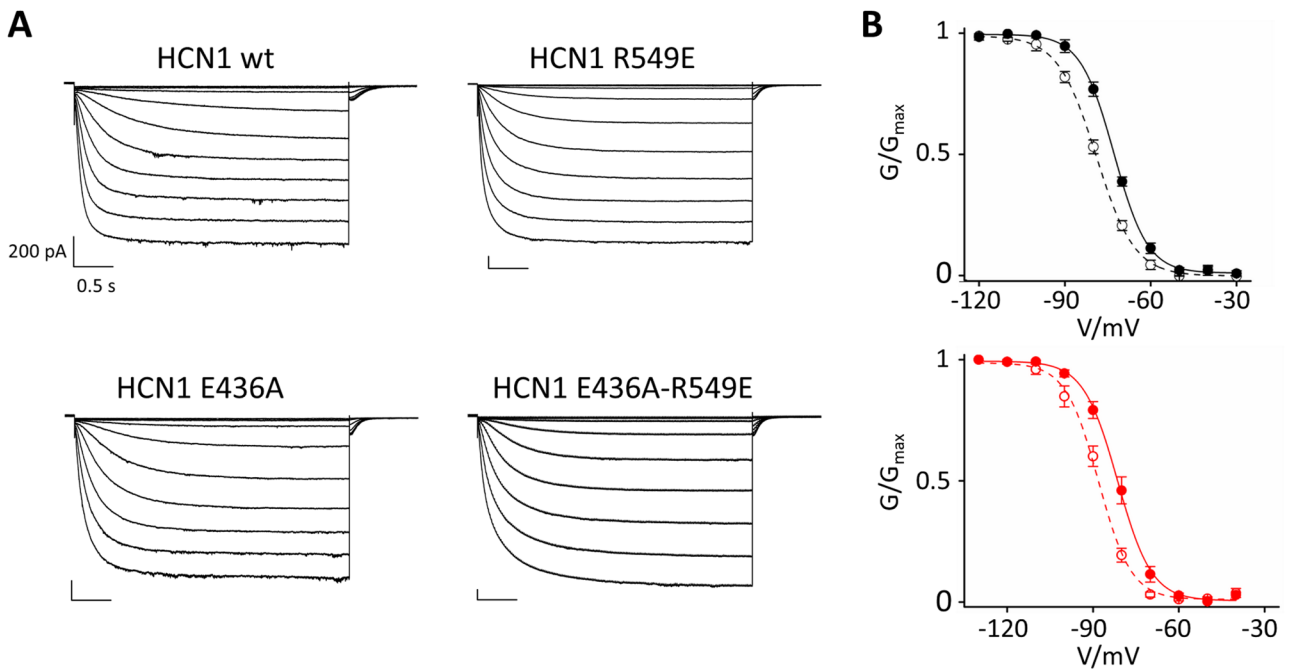 A
B
HCN1 wt
HCN1 R549E
200 pA
0.5 s
HCN1 E436A
HCN1 E436A-R549E
1
0.5
0
G/Gmax
-120 -90 -60 -30
V/mV
1
0.5
0
G/Gmax
-120 -90 -60 -30
V/mV